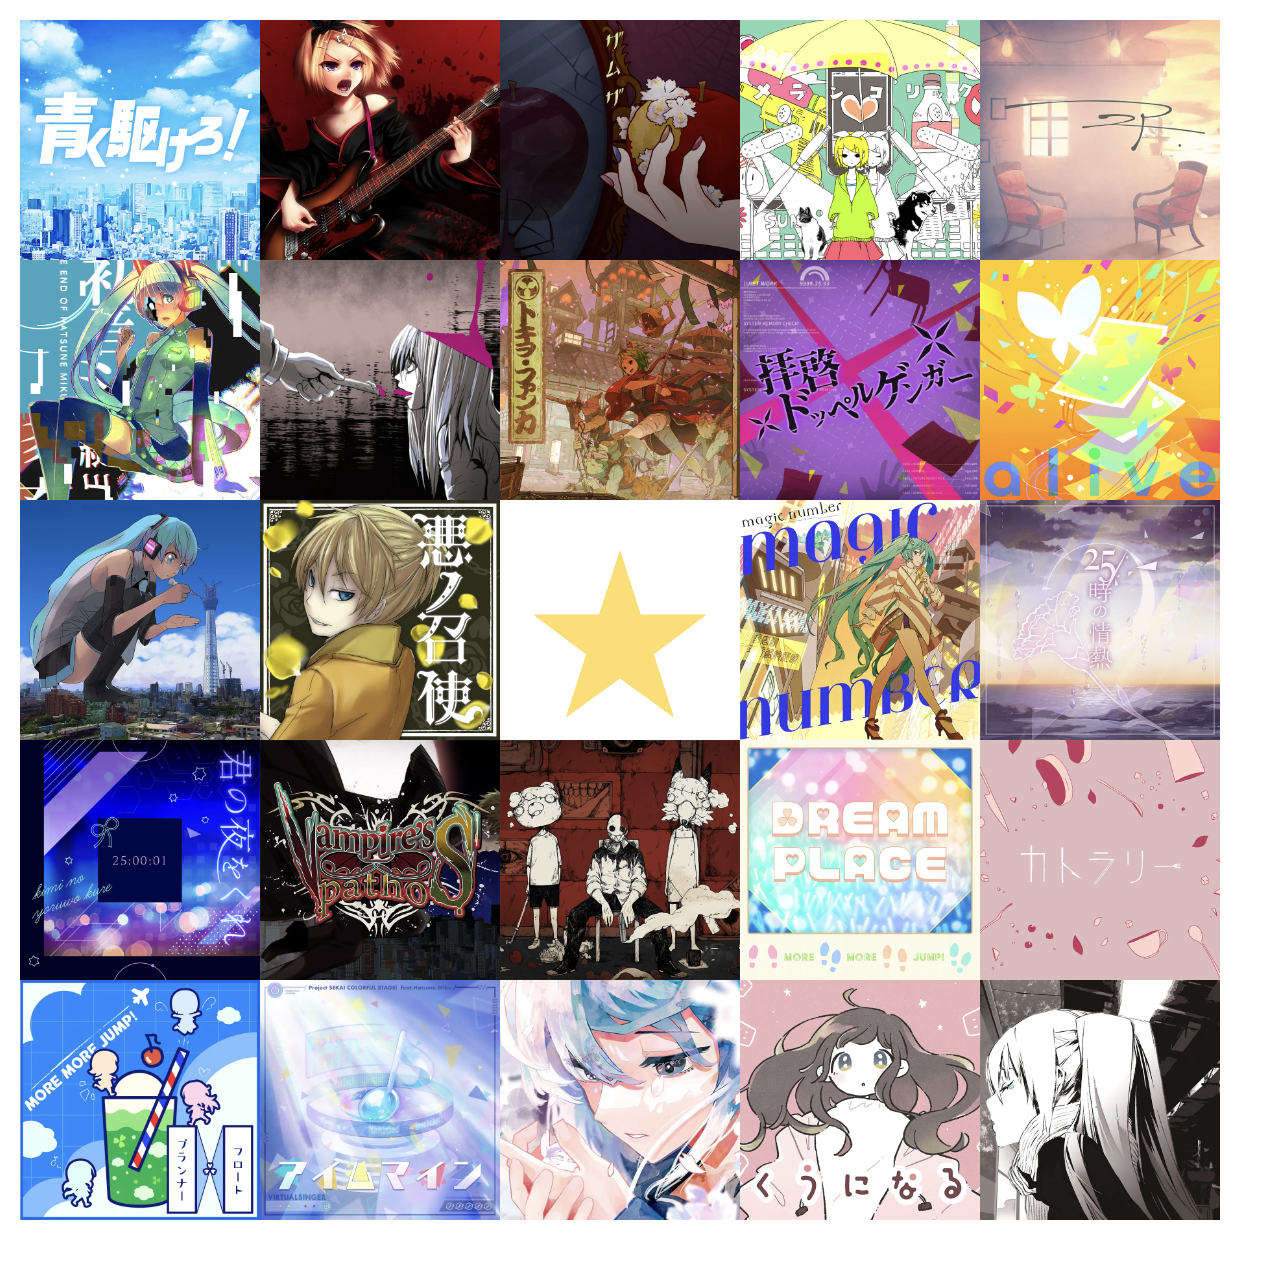 青く駆けろ!
ザムザ
メランコリック
SU
E END OF HATSUNE MIKU
トキヲ・ファンカ
拝啓
ドッペルゲンガー
alive
悪ノ召使
magic number
magic
number
25時の情熱
君の夜をくれ
25:00:01
kimi no
yoruwo kure
Vampire's
pathoS
DREAM
PLACE
MORE MORE JUMP!
カトラリー
MORE MORE JUMP!
フロート
プランナー
Project SEKAI COLORFUL STAGE! Feat.Hatsune Miku
アイムマイン
VIRTUALSINGER
くうになる